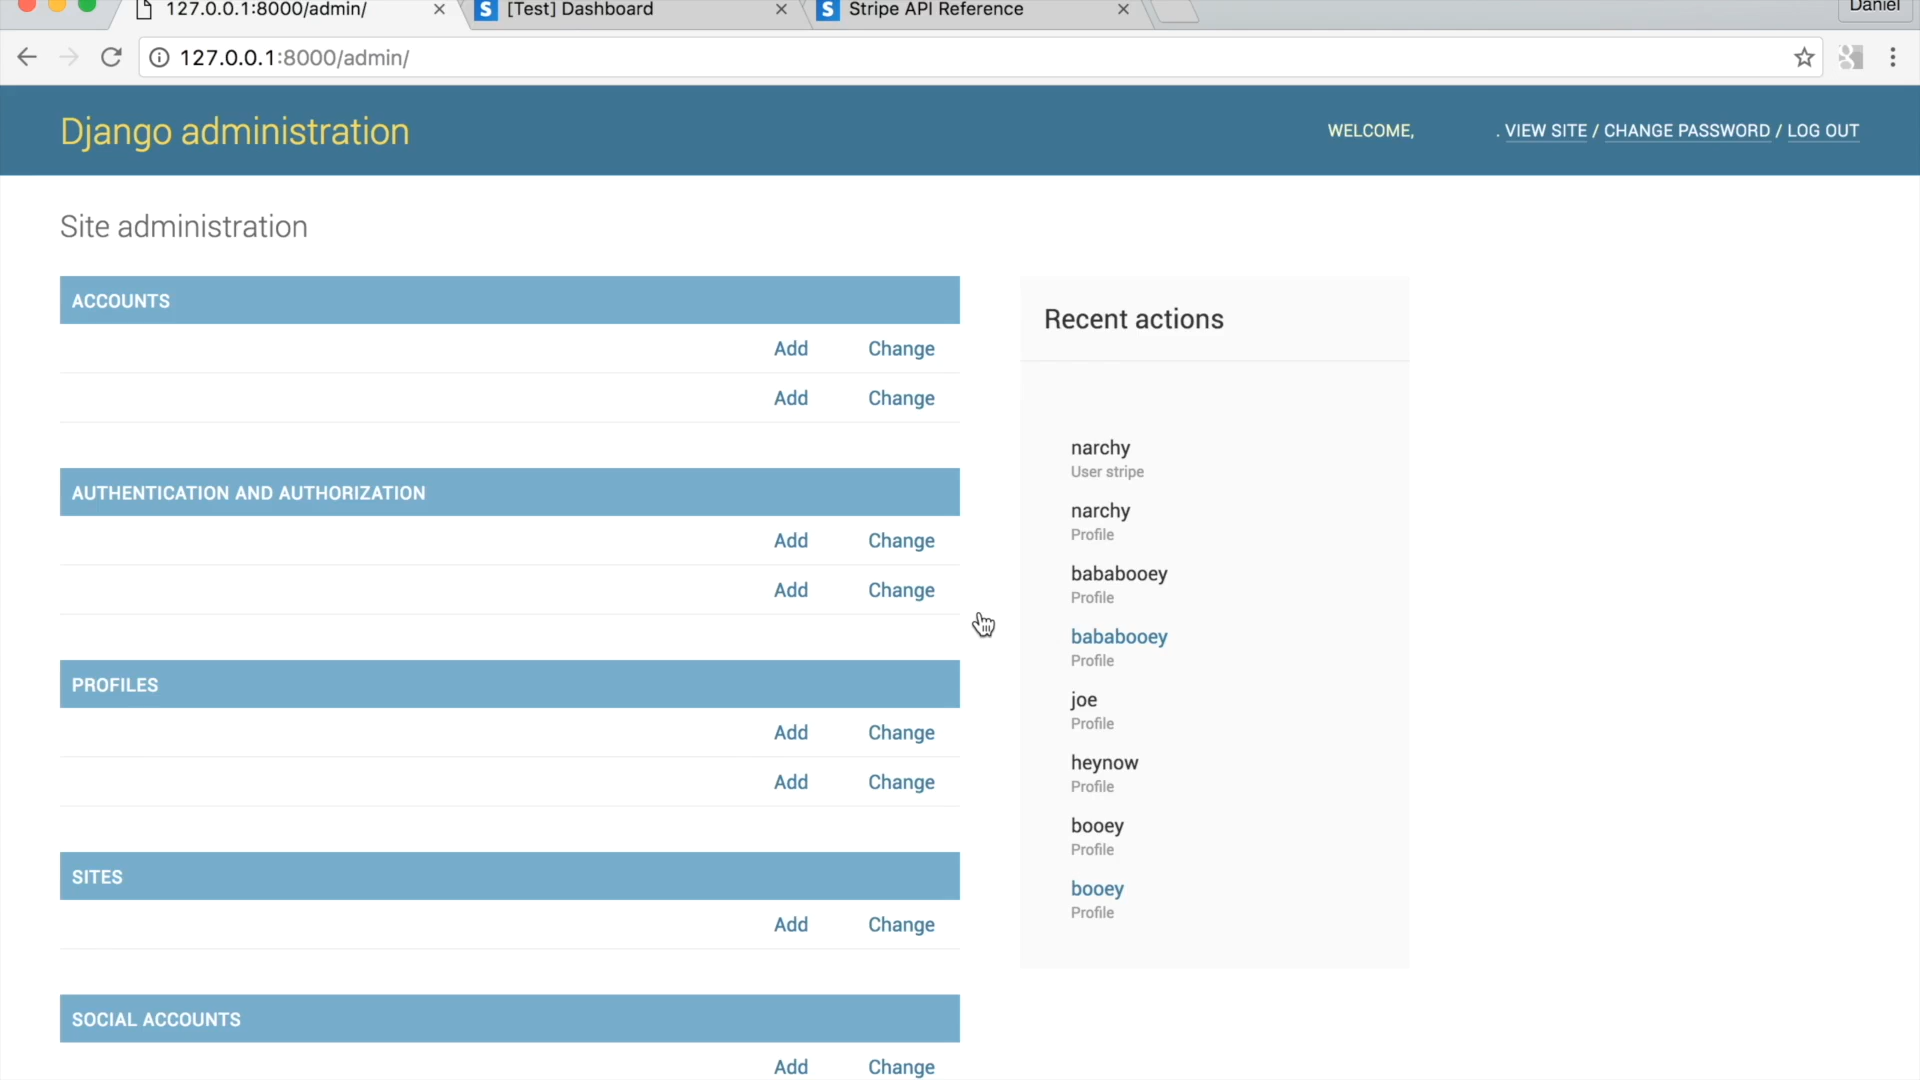 127.0.0.1:8000/admin/
[Test] Dashboard
Stripe API Reference
Daniel
127.0.0.1:8000/admin/
Django administration
WELCOME, . VIEW SITE / CHANGE PASSWORD / LOG OUT
Site administration
ACCOUNTS
Add Change
Add Change
AUTHENTICATION AND AUTHORIZATION
Add Change
Add Change
PROFILES
Add Change
Add Change
SITES
Add Change
SOCIAL ACCOUNTS
Add Change
Recent actions
narchy
User stripe
narchy
Profile
bababooey
Profile
bababooey
Profile
joe
Profile
heynow
Profile
booey
Profile
booey
Profile